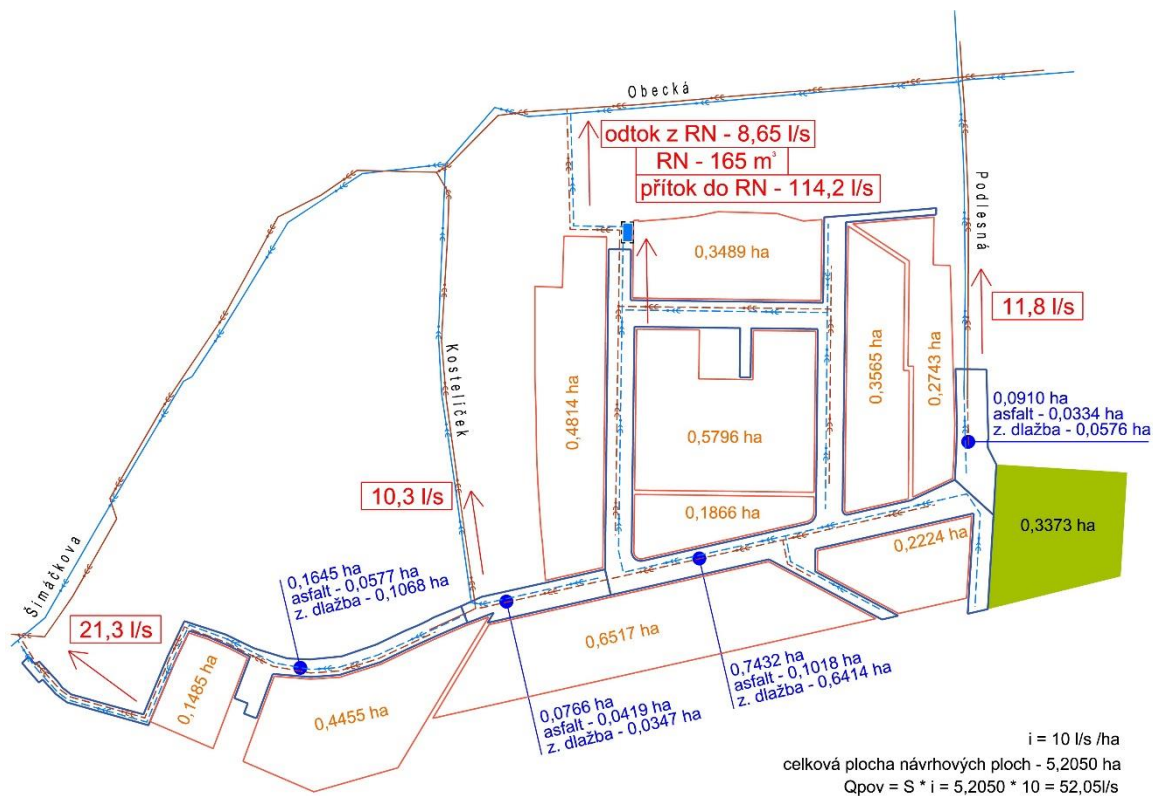 Obecká
odtok z RN - 8,65 l/s
RN - 165 m³
přítok do RN - 114,2 l/s
Podlesná
0,3489 ha
11,8 l/s
0,3565 ha
0,2743 ha
Kostelíček
0,4814 ha
0,0910 ha
asfalt - 0,0334 ha
z. dlažba - 0,0576 ha
0,5796 ha
10,3 l/s
0,1866 ha
0,3373 ha
0,2224 ha
Šimáčkova
0,1645 ha
asfalt - 0,0577 ha
z. dlažba - 0,1068 ha
21,3 l/s
0,6517 ha
0,1485 ha
0,4455 ha
0,7432 ha
asfalt - 0,1018 ha
z. dlažba - 0,6414 ha
0,0766 ha
asfalt - 0,0419 ha
z. dlažba - 0,0347 ha
i = 10 l/s /ha
celková plocha návrhových ploch - 5,2050 ha
Qpov = S * i = 5,2050 * 10 = 52,05l/s